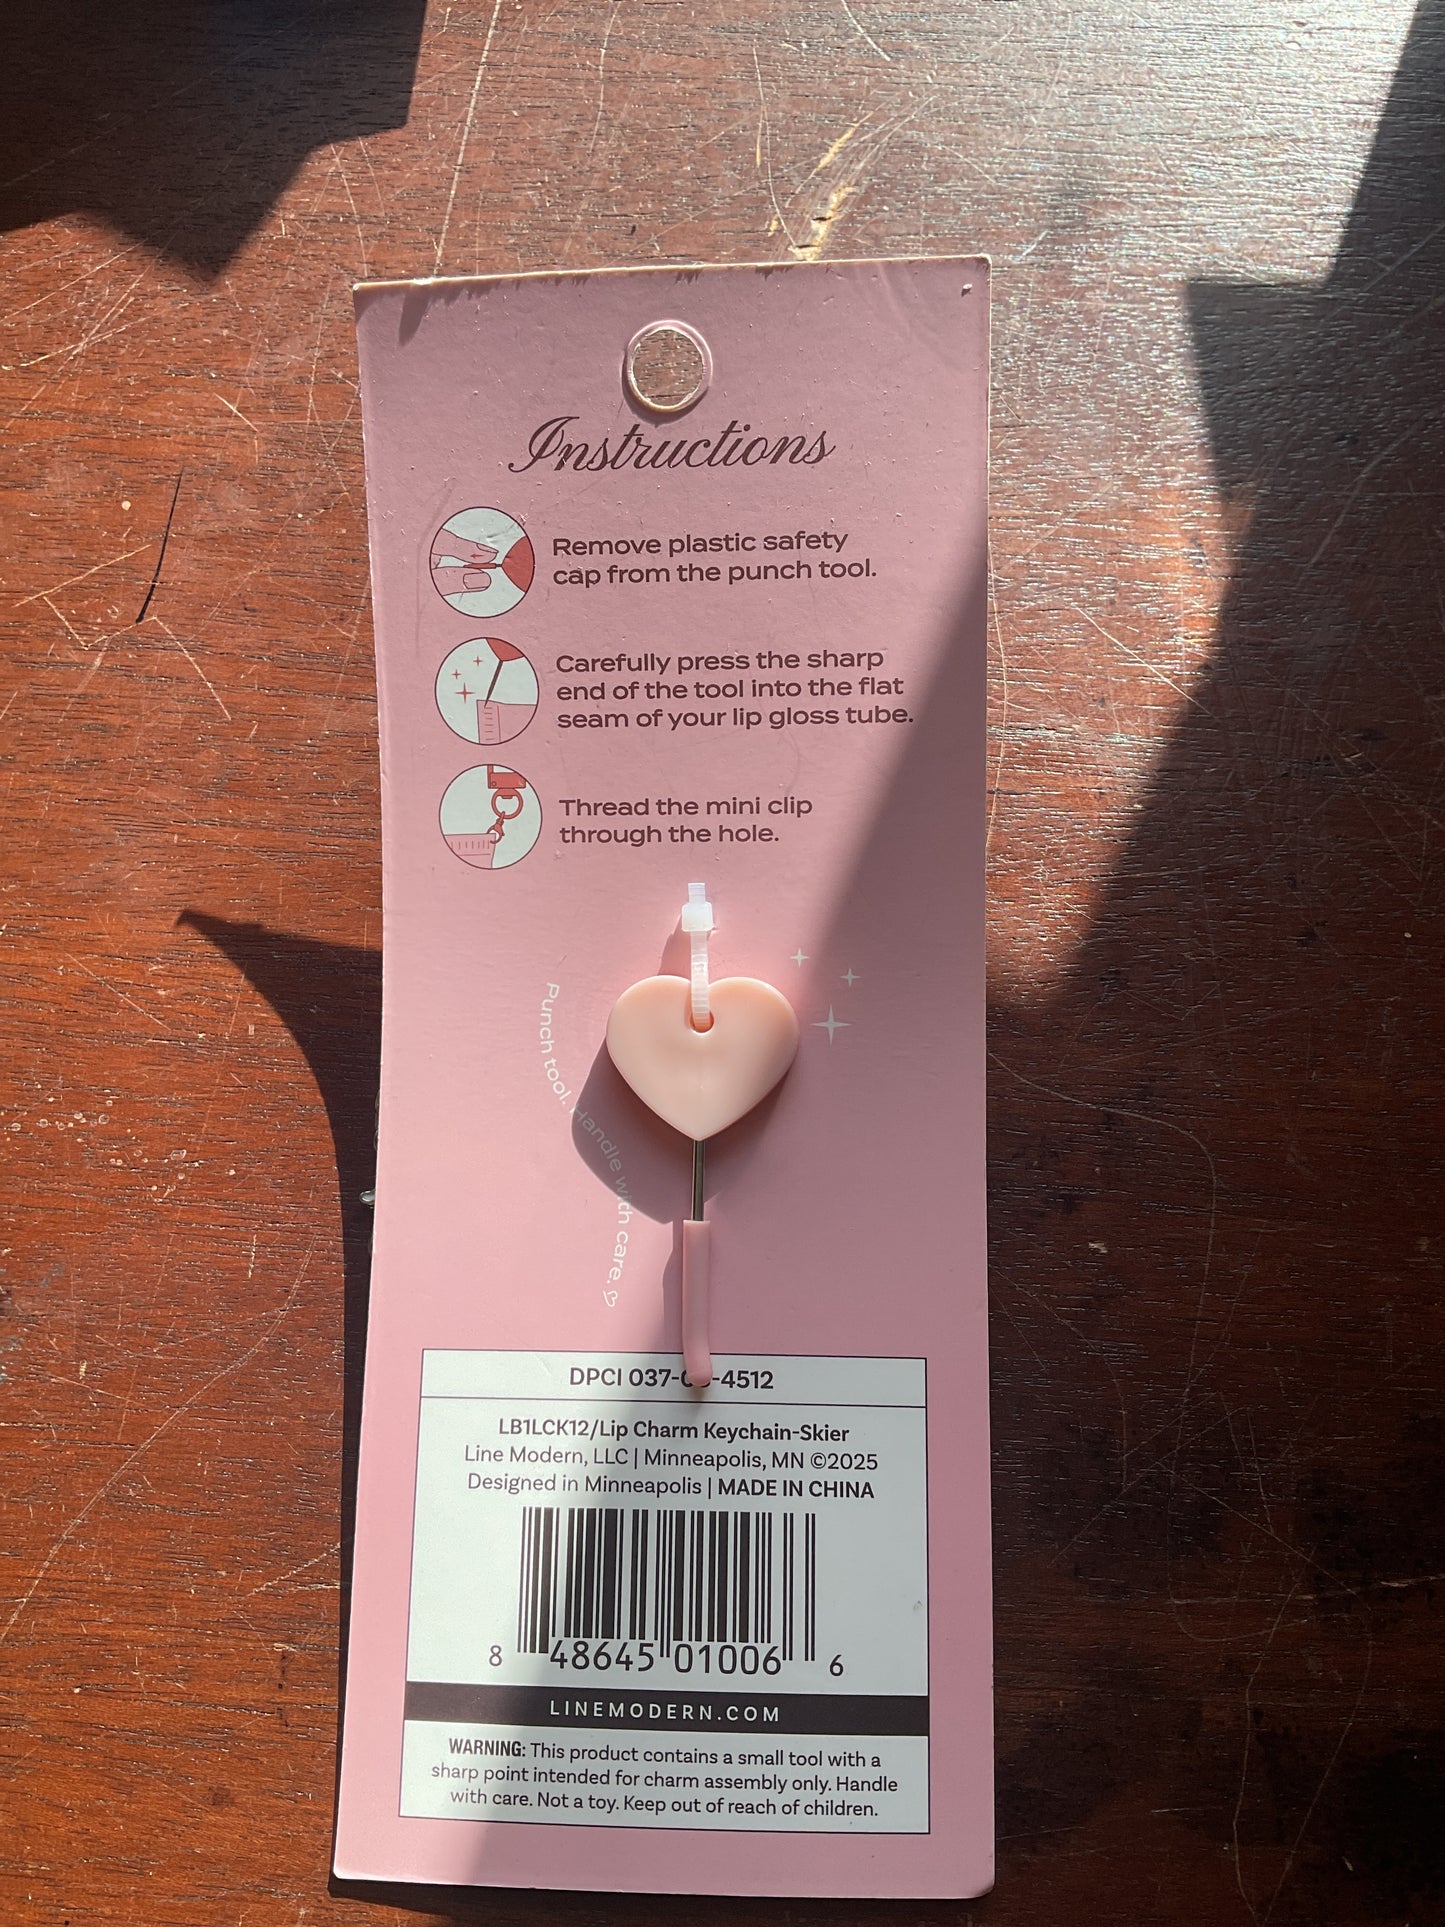 Instructions
Remove plastic safety
cap from the punch tool.
Carefully press the sharp
end of the tool into the flat
seam of your lip gloss tube.
Thread the mini clip
through the hole.
Punch tool. Handle with care.
DPCI 037-0 -4512
LB1LCK12/Lip Charm Keychain-Skier
Line Modern, LLC | Minneapolis, MN ©2025
Designed in Minneapolis | MADE IN CHINA
8 48645 01006 6
LINEMODERN.COM
WARNING: This product contains a small tool with a
sharp point intended for charm assembly only. Handle
with care. Not a toy. Keep out of reach of children.